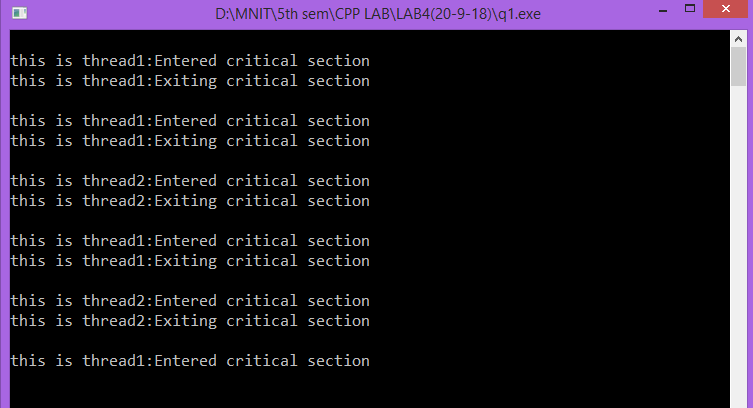 D:\MNIT\5th sem\CPP LAB\LAB4(20-9-18)\q1.exe
this is thread1:Entered critical section
this is thread1:Exiting critical section
this is thread1:Entered critical section
this is thread1:Exiting critical section
this is thread2:Entered critical section
this is thread2:Exiting critical section
this is thread1:Entered critical section
this is thread1:Exiting critical section
this is thread2:Entered critical section
this is thread2:Exiting critical section
this is thread1:Entered critical section